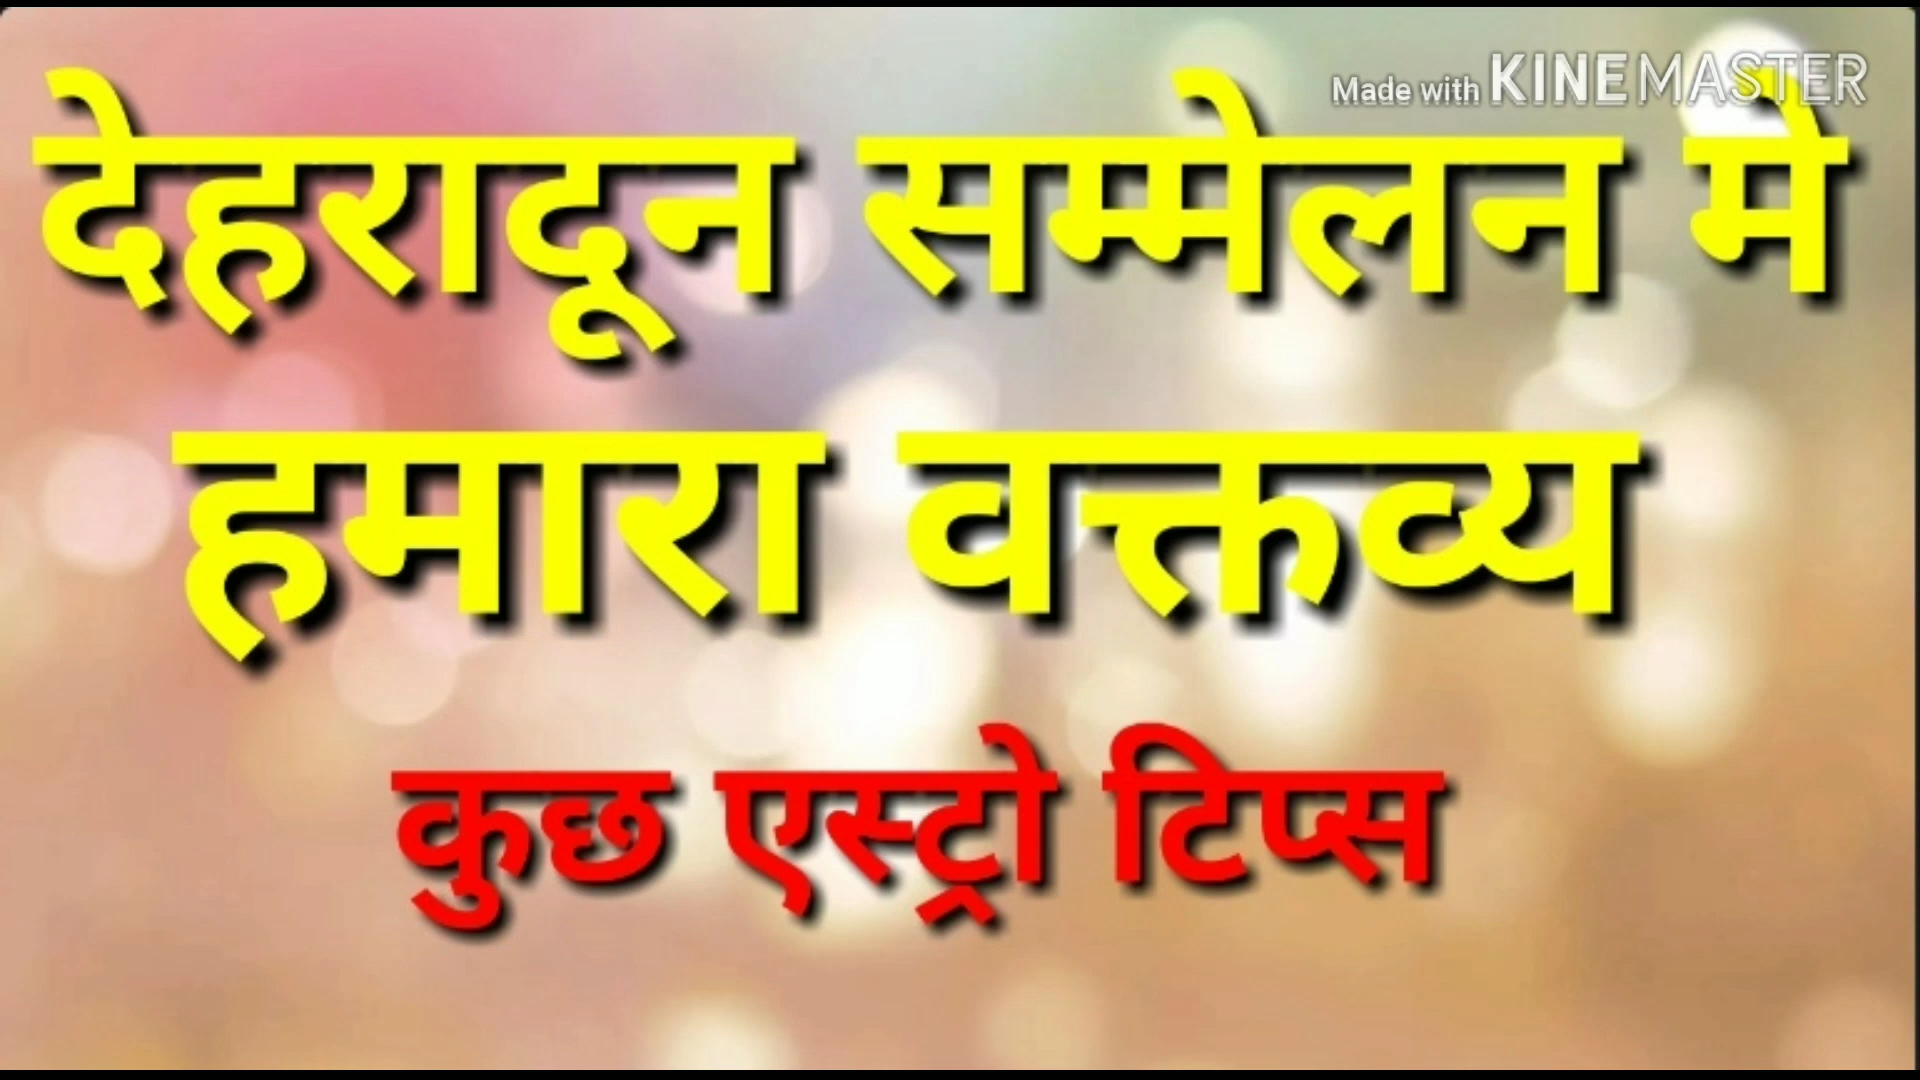 Made with KINEMASTER
देहरादून सम्मेलन मे
हमारा वक्तव्य
कुछ एस्ट्रो टिप्स